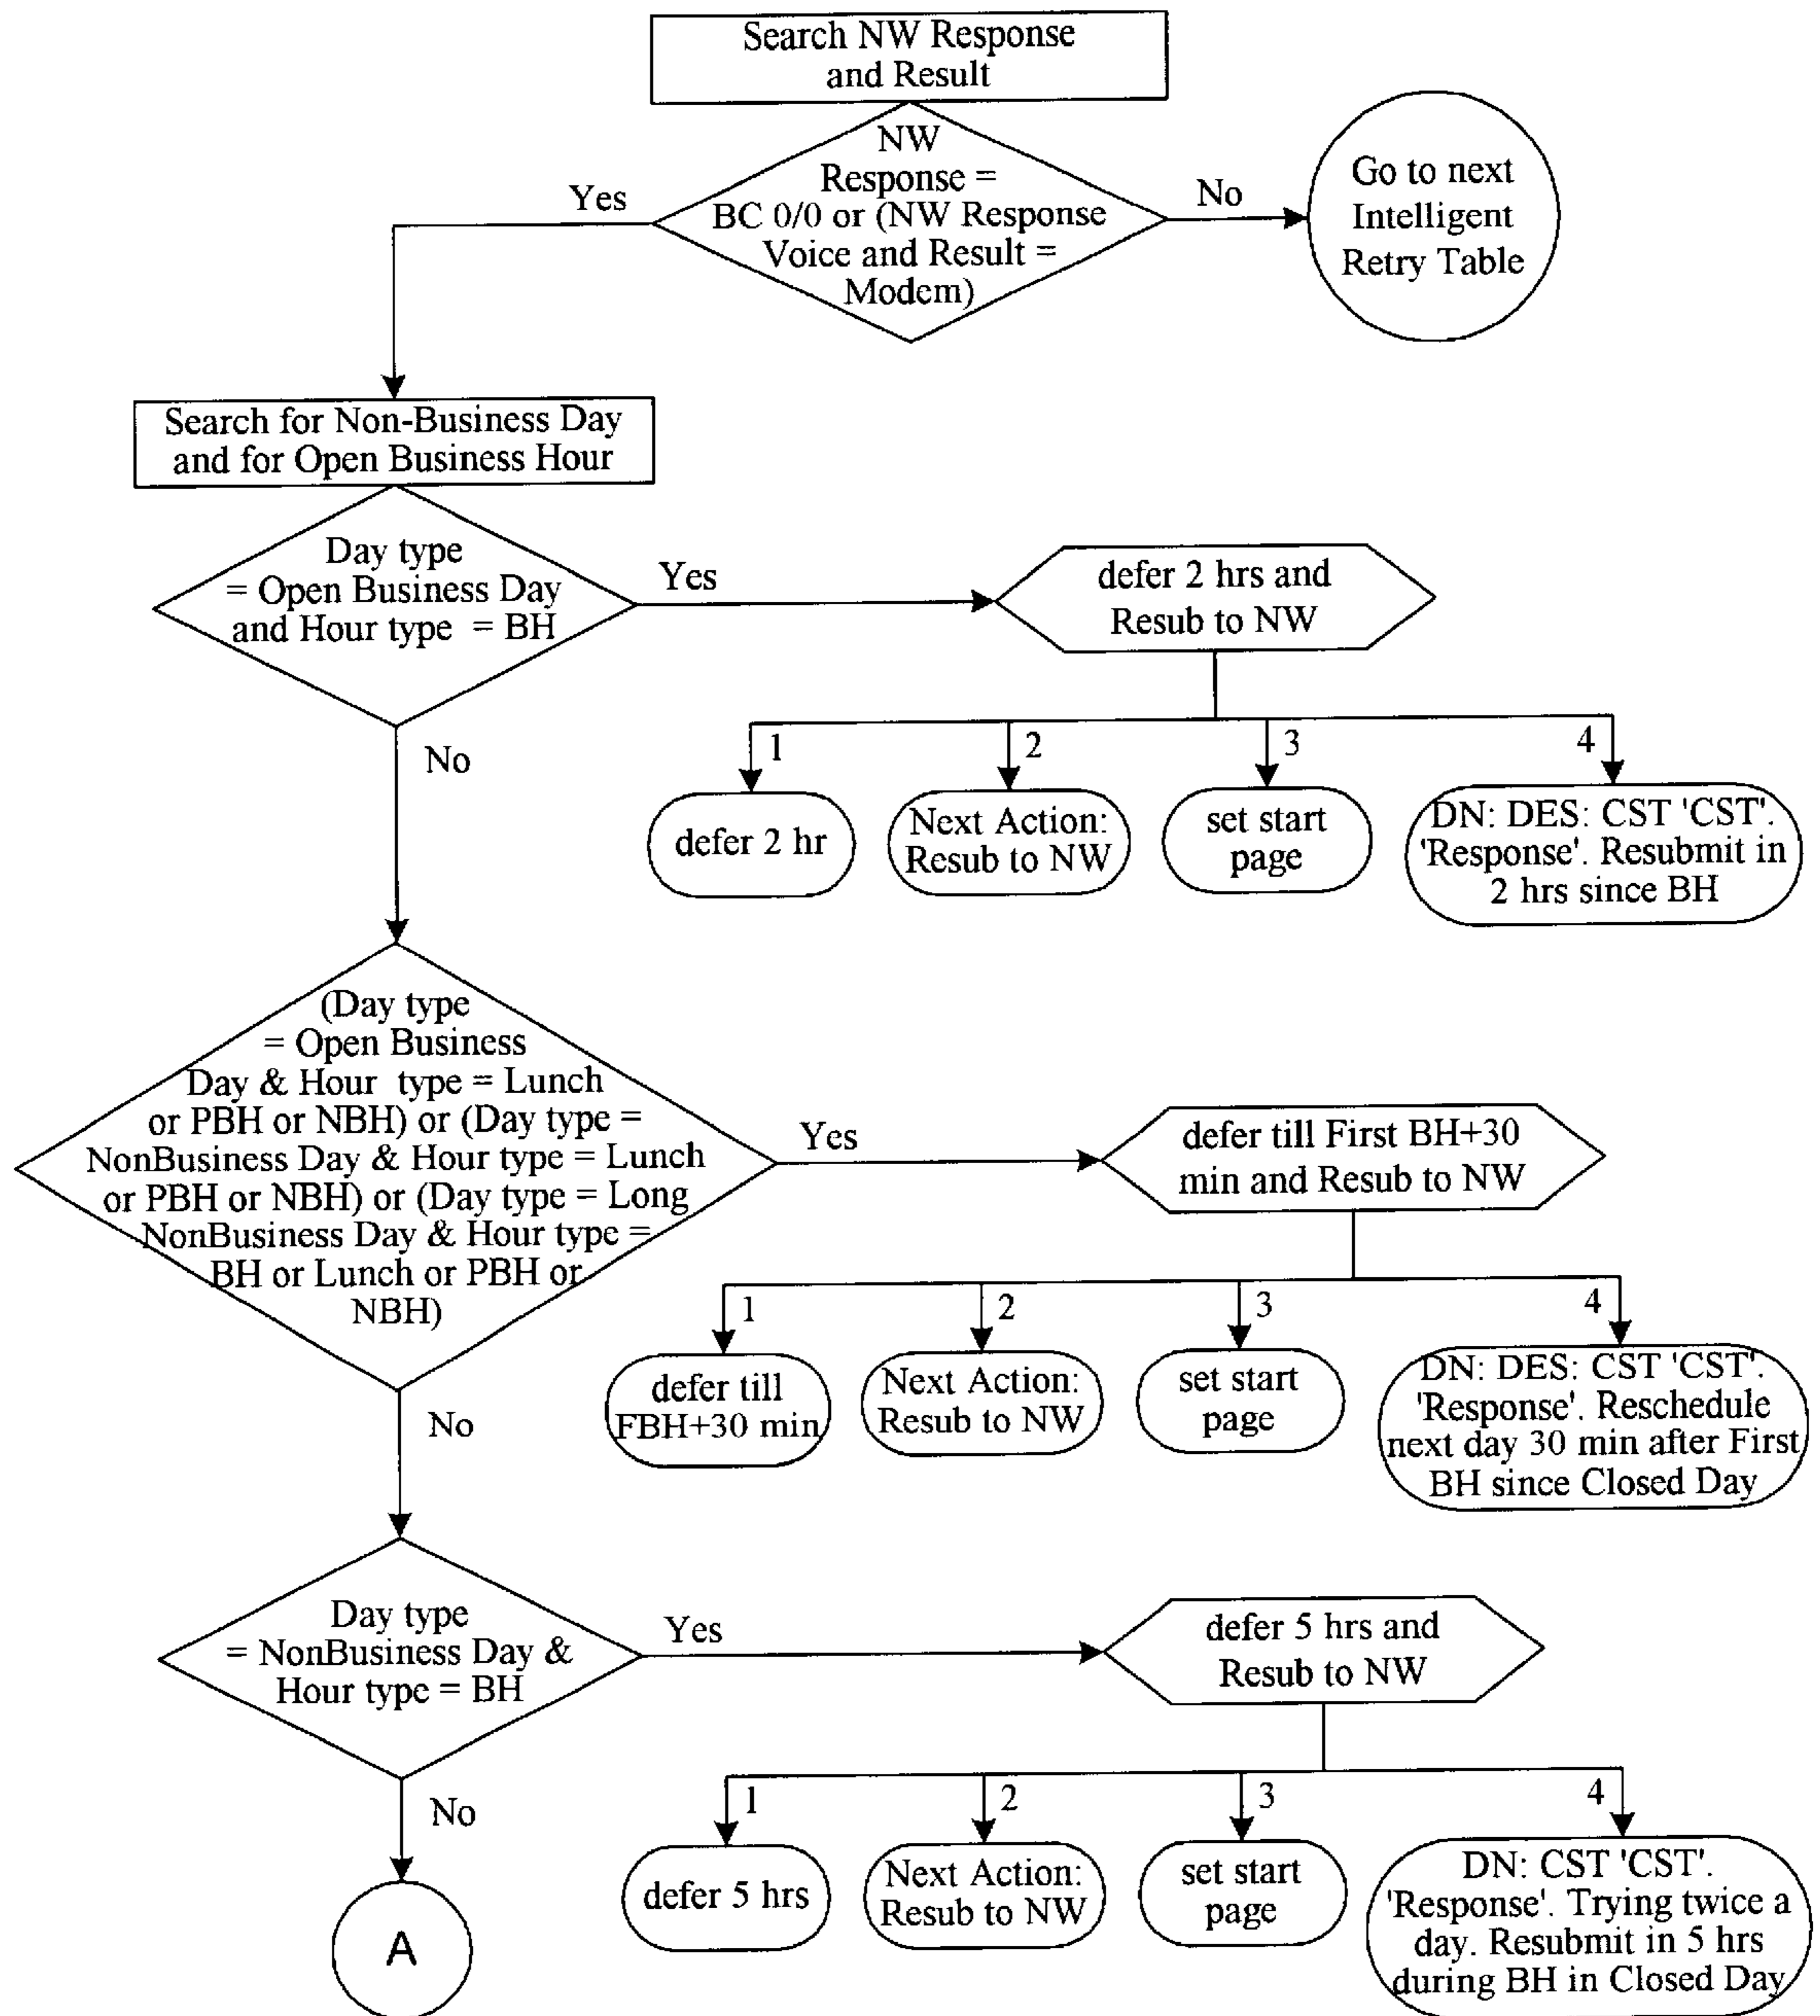 Search NW Response
and Result
NW
Response =
BC 0/0 or (NW Response
Voice and Result =
Modem)
Yes
No
Go to next
Intelligent
Retry Table
Search for Non-Business Day
and for Open Business Hour
Day type
= Open Business Day
and Hour type = BH
Yes
No
defer 2 hrs and
Resub to NW
1
2
3
4
defer 2 hr
Next Action:
Resub to NW
set start
page
DN: DES: CST 'CST'.
'Response'. Resubmit in
2 hrs since BH
(Day type
= Open Business
Day & Hour type = Lunch
or PBH or NBH) or (Day type =
NonBusiness Day & Hour type = Lunch
or PBH or NBH) or (Day type = Long
NonBusiness Day & Hour type =
BH or Lunch or PBH or
NBH)
Yes
No
defer till First BH+30
min and Resub to NW
1
2
3
4
defer till
FBH+30 min
Next Action:
Resub to NW
set start
page
DN: DES: CST 'CST'.
'Response'. Reschedule
next day 30 min after First
BH since Closed Day
Day type
= NonBusiness Day &
Hour type = BH
Yes
No
defer 5 hrs and
Resub to NW
1
2
3
4
defer 5 hrs
Next Action:
Resub to NW
set start
page
DN: CST 'CST'.
'Response'. Trying twice a
day. Resubmit in 5 hrs
during BH in Closed Day
A